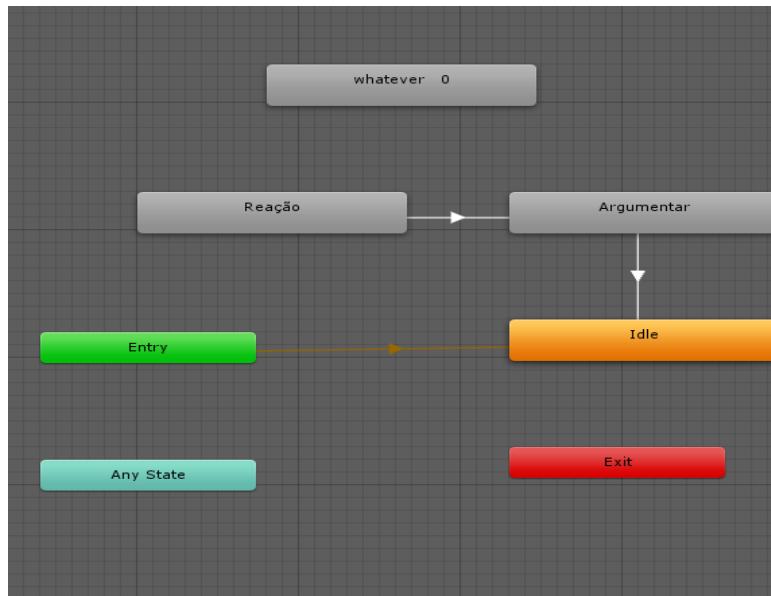 whatever 0
Reação
Argumentar
Idle
Entry
Any State
Exit